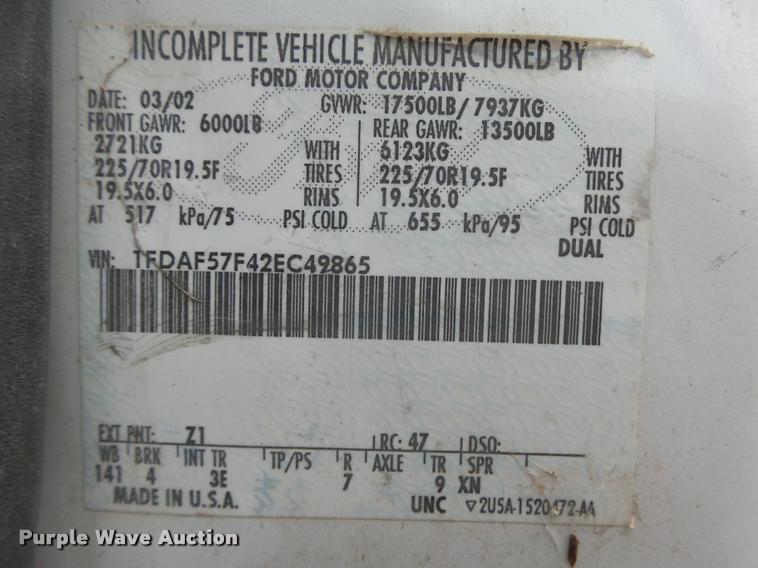 INCOMPLETE VEHICLE MANUFACTURED BY
FORD MOTOR COMPANY
DATE: 03/02 GVWR: 17500LB/ 7937KG
FRONT GAWR: 6000LB REAR GAWR: 13500LB
2721KG WITH 6123KG WITH
225/70R19.5F TIRES 225/70R19.5F TIRES
19.5X6.0 RIMS 19.5X6.0 RIMS
AT 517 kPa/75 PSI COLD AT 655 kPa/95 PSI COLD
DUAL
VIN: 1FDAF57F42EC49865
EXT PNT: Z1 RC: 47 DSO:
WB BRK INT TR TP/PS R AXLE TR SPR
141 4 3E 7 9 XN
MADE IN U.S.A. UNC ▽2U5A-1520472-AA
Purple Wave Auction